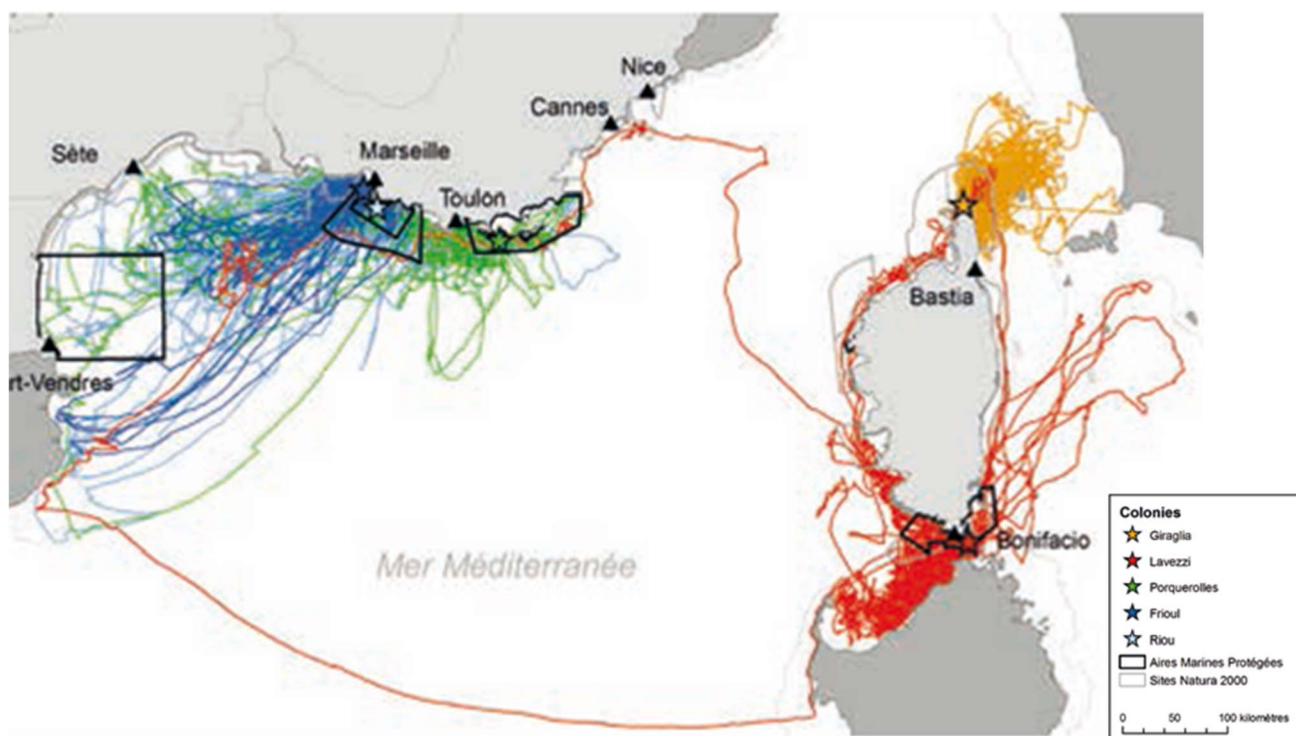 Nice
Cannes
Sète
Marseille
Toulon
rt-Vendres
Bastia
Bonifacio
Mer Méditerranée
Colonies
Giraglia
Lavezzi
Porquerolles
Frioul
Riou
Aires Marines Protégées
Sites Natura 2000
0 50 100 kilomètres